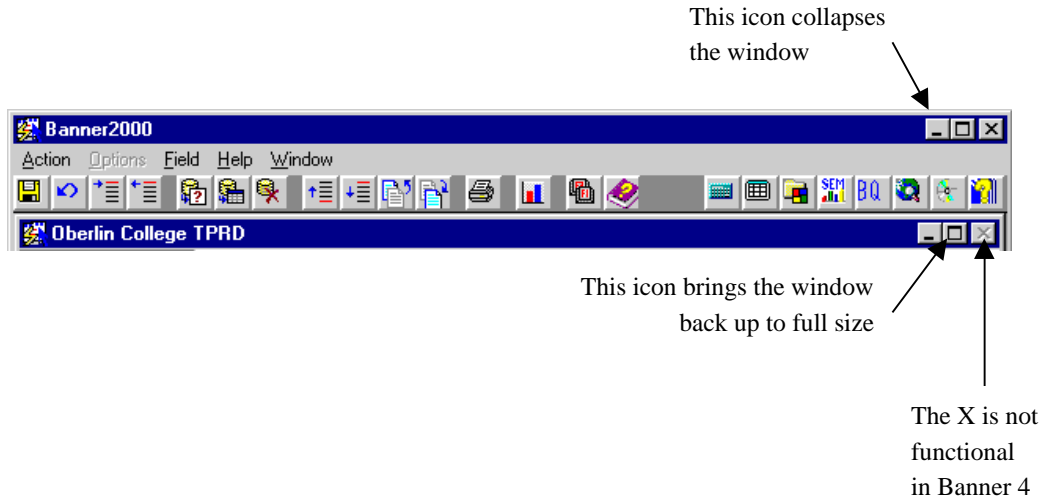 This icon collapses
the window
Banner2000
Action Options Field Help Window
SEM BQ
Oberlin College TPRD
This icon brings the window
back up to full size
The X is not
functional
in Banner 4